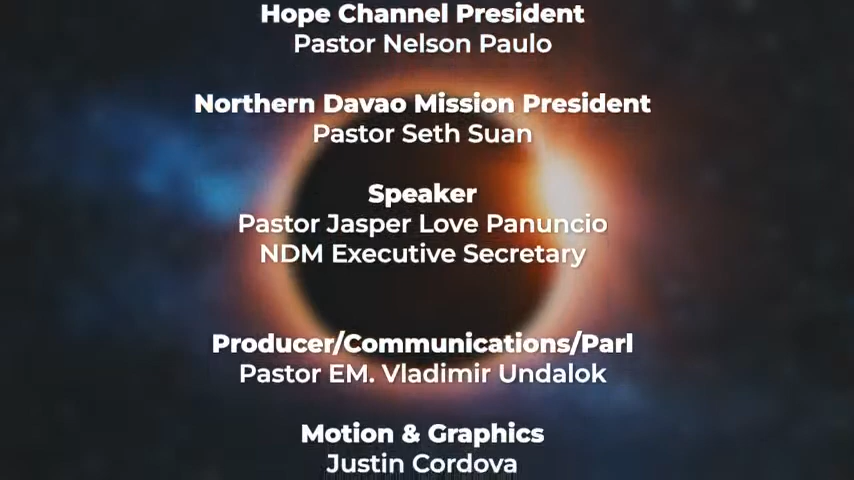 Hope Channel President
Pastor Nelson Paulo
Northern Davao Mission President
Pastor Seth Suan
Speaker
Pastor Jasper Love Panuncio
NDM Executive Secretary
Producer/Communications/Parl
Pastor EM. Vladimir Undalok
Motion & Graphics
Justin Cordova